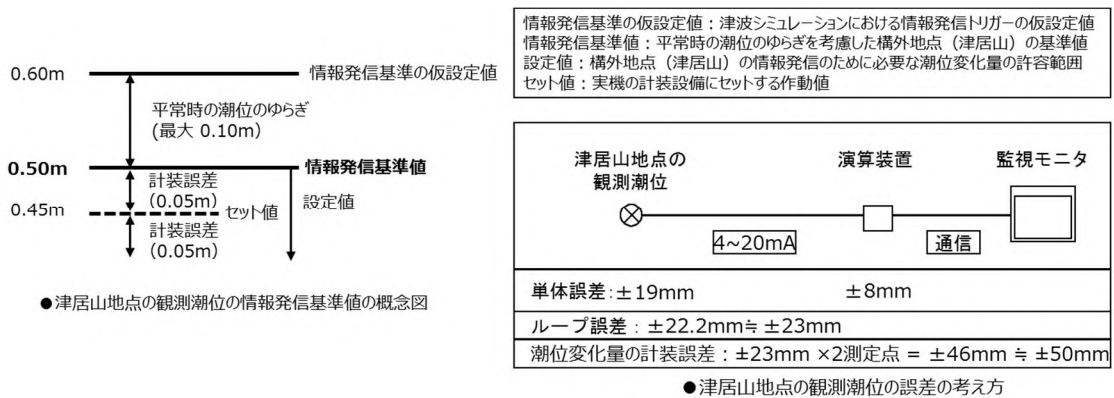 0.60m
情報発信基準の仮設定値
平常時の潮位のゆらぎ
(最大 0.10m)
0.50m
情報発信基準値
計装誤差
(0.05m)
設定値
0.45m
セット値
計装誤差
(0.05m)
●津居山地点の観測潮位の情報発信基準値の概念図
情報発信基準の仮設定値：津波シミュレーションにおける情報発信トリガーの仮設定値
情報発信基準値：平常時の潮位のゆらぎを考慮した構外地点（津居山）の基準値
設定値：構外地点（津居山）の情報発信のために必要な潮位変化量の許容範囲
セット値：実機の計装設備にセットする作動値
津居山地点の
観測潮位
演算装置
監視モニタ
4~20mA
通信
単体誤差:±19mm
±8mm
ループ誤差：±22.2mm≒ ±23mm
潮位変化量の計装誤差：±23mm ×2測定点 = ±46mm ≒ ±50mm
●津居山地点の観測潮位の誤差の考え方